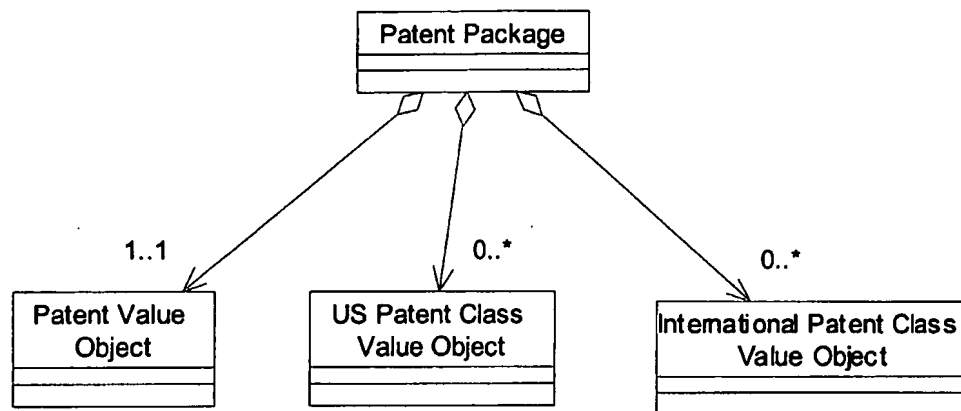 Patent Package
1..1
0..*
0..*
Patent Value
Object
US Patent Class
Value Object
International Patent Class
Value Object